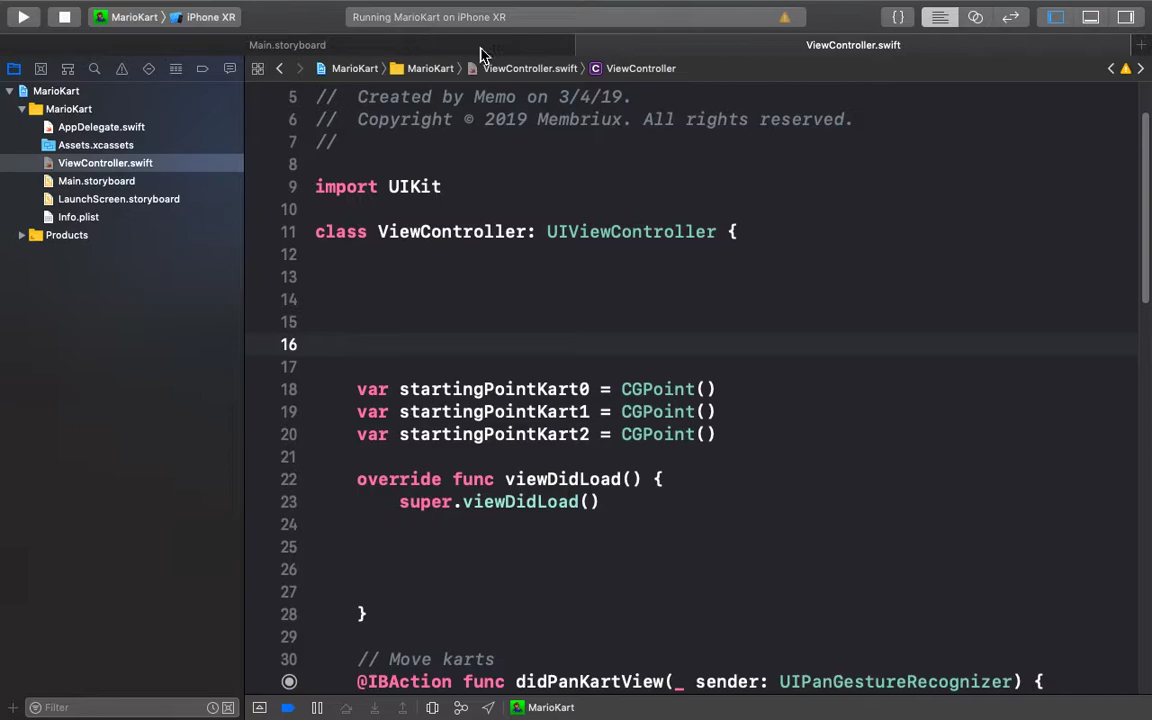 MarioKart iPhone XR Running MarioKart on iPhone XR { }
Main.storyboard ViewController.swift
MarioKart MarioKart ViewController.swift C ViewController
MarioKart
MarioKart
AppDelegate.swift
Assets.xcassets
ViewController.swift
Main.storyboard
LaunchScreen.storyboard
Info.plist
Products
5 // Created by Memo on 3/4/19.
6 // Copyright © 2019 Membriux. All rights reserved.
7 //
8
9 import UIKit
10
11 class ViewController: UIViewController {
12
13
14
15
16
17
18 var startingPointKart0 = CGPoint()
19 var startingPointKart1 = CGPoint()
20 var startingPointKart2 = CGPoint()
21
22 override func viewDidLoad() {
23 super.viewDidLoad()
24
25
26
27
28 }
29
30 // Move karts
@IBAction func didPanKartView(_ sender: UIPanGestureRecognizer) {
Filter MarioKart